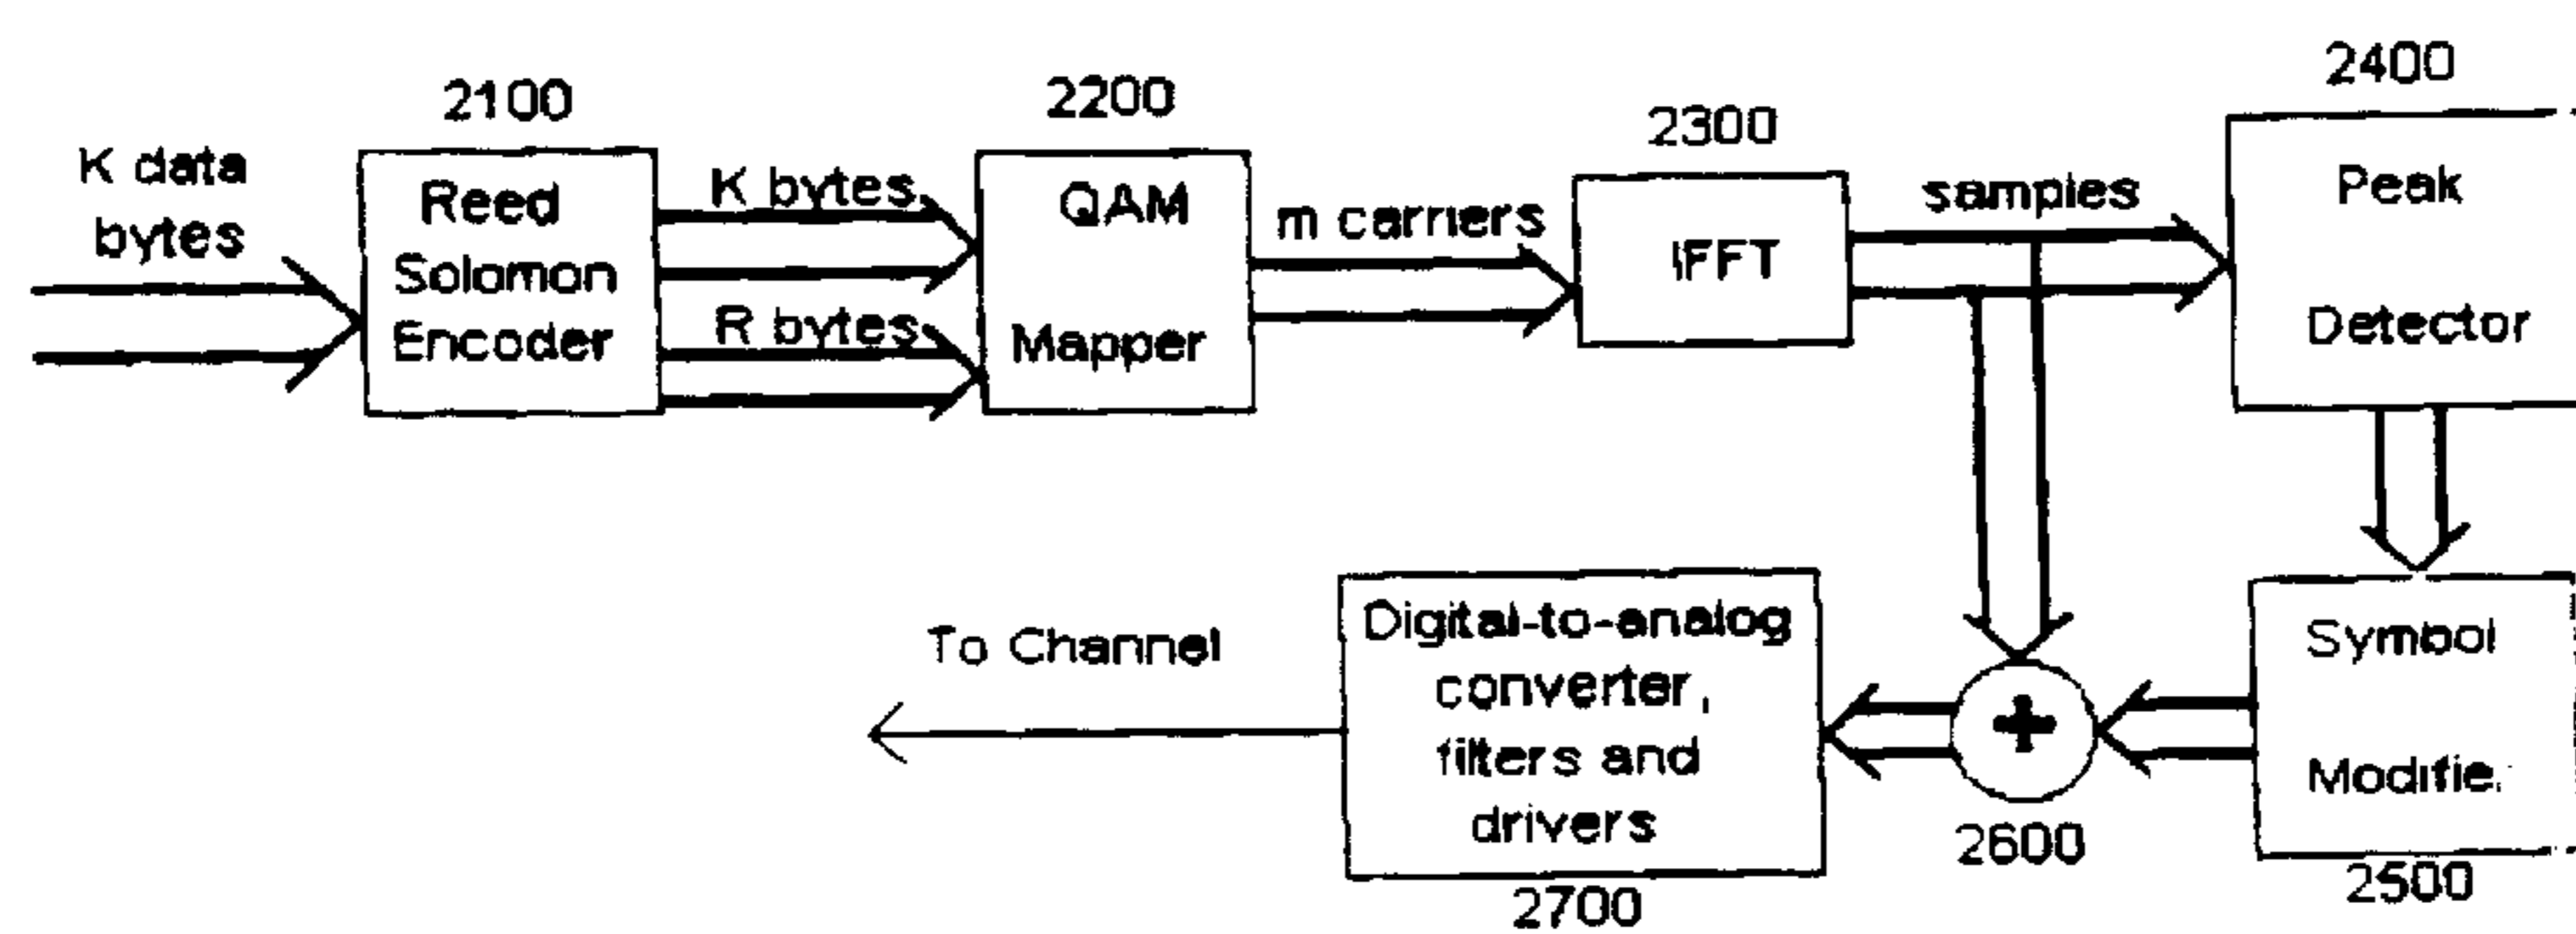 2100
K data
bytes
Reed
Solomon
Encoder
K bytes
R bytes
2200
QAM
Mapper
m carriers
2300
IFFT
samples
2400
Peak
Detector
Symbol
Modifie
2500
2600
Digital-to-analog
converter,
filters and
drivers
2700
To Channel